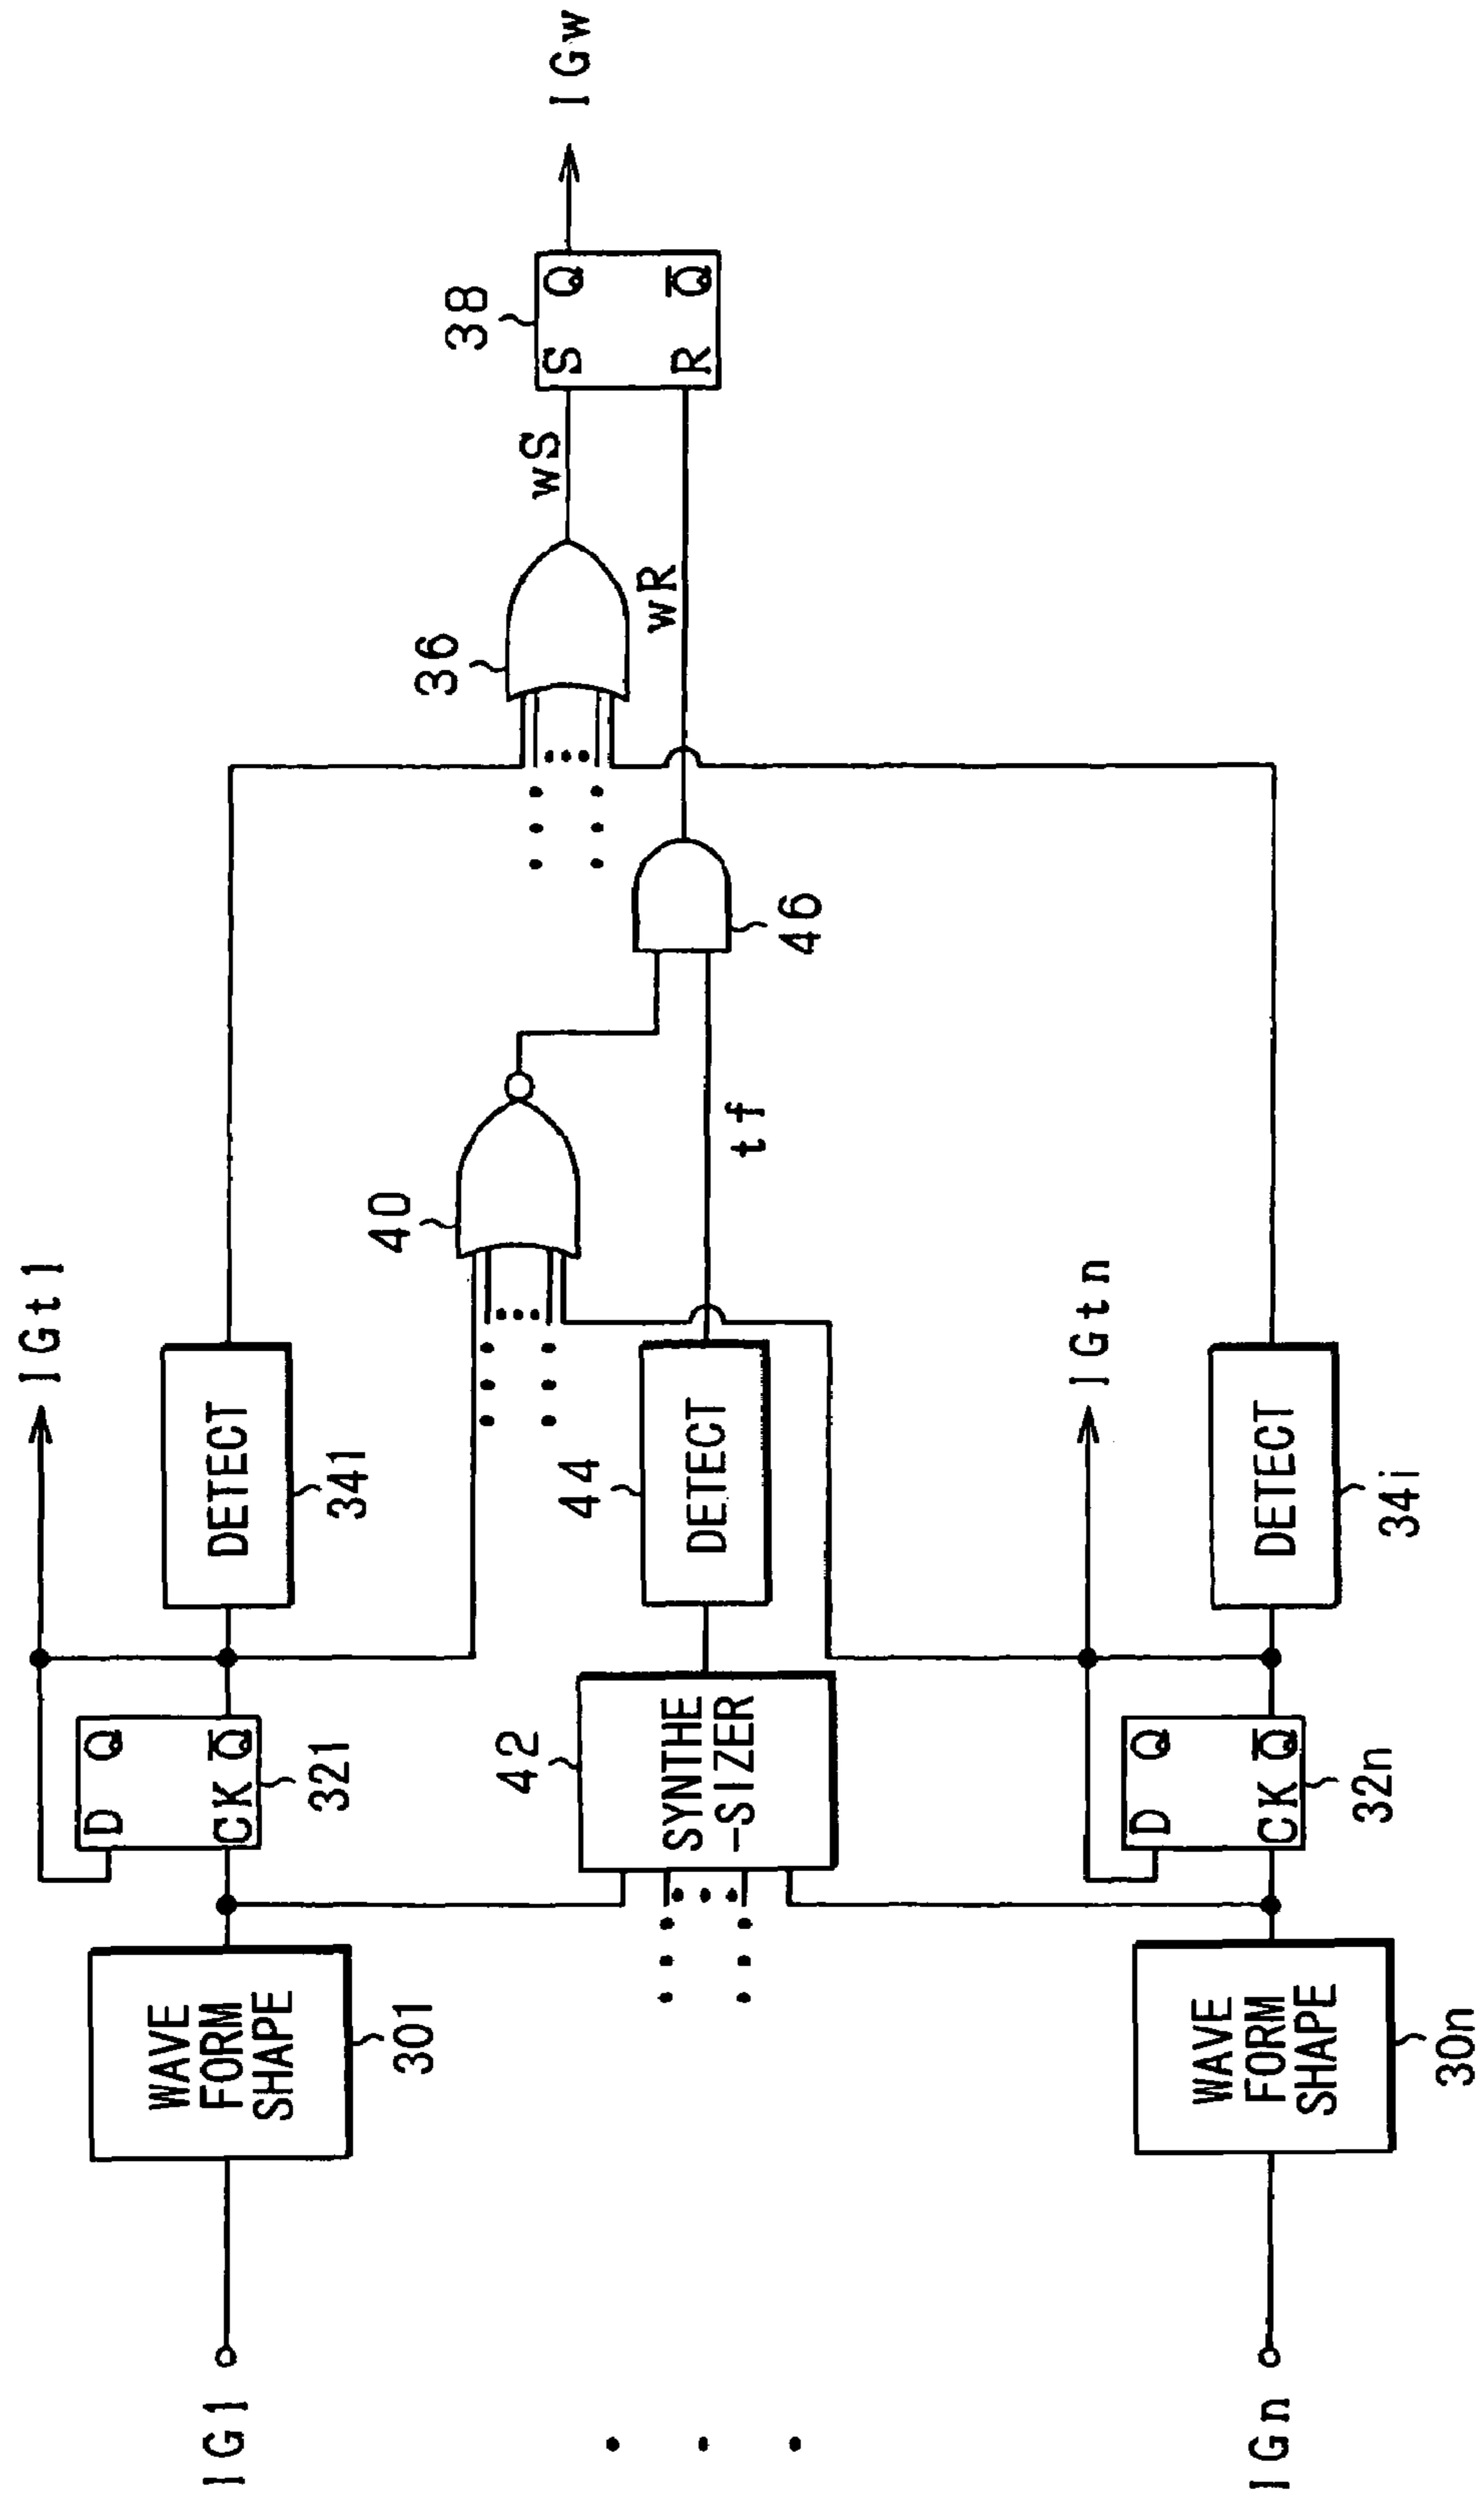 IGt1
D Q
CK Q
321
DETECT
341
IG1
WAVE
FORM
SHAPE
301
40
36
wS
38
S Q
R Q
IGw
wR
46
tf
42
SYNTHE
-SIZER
44
DETECT
IGtn
D Q
CK Q
32n
DETECT
34i
IGn
WAVE
FORM
SHAPE
30n